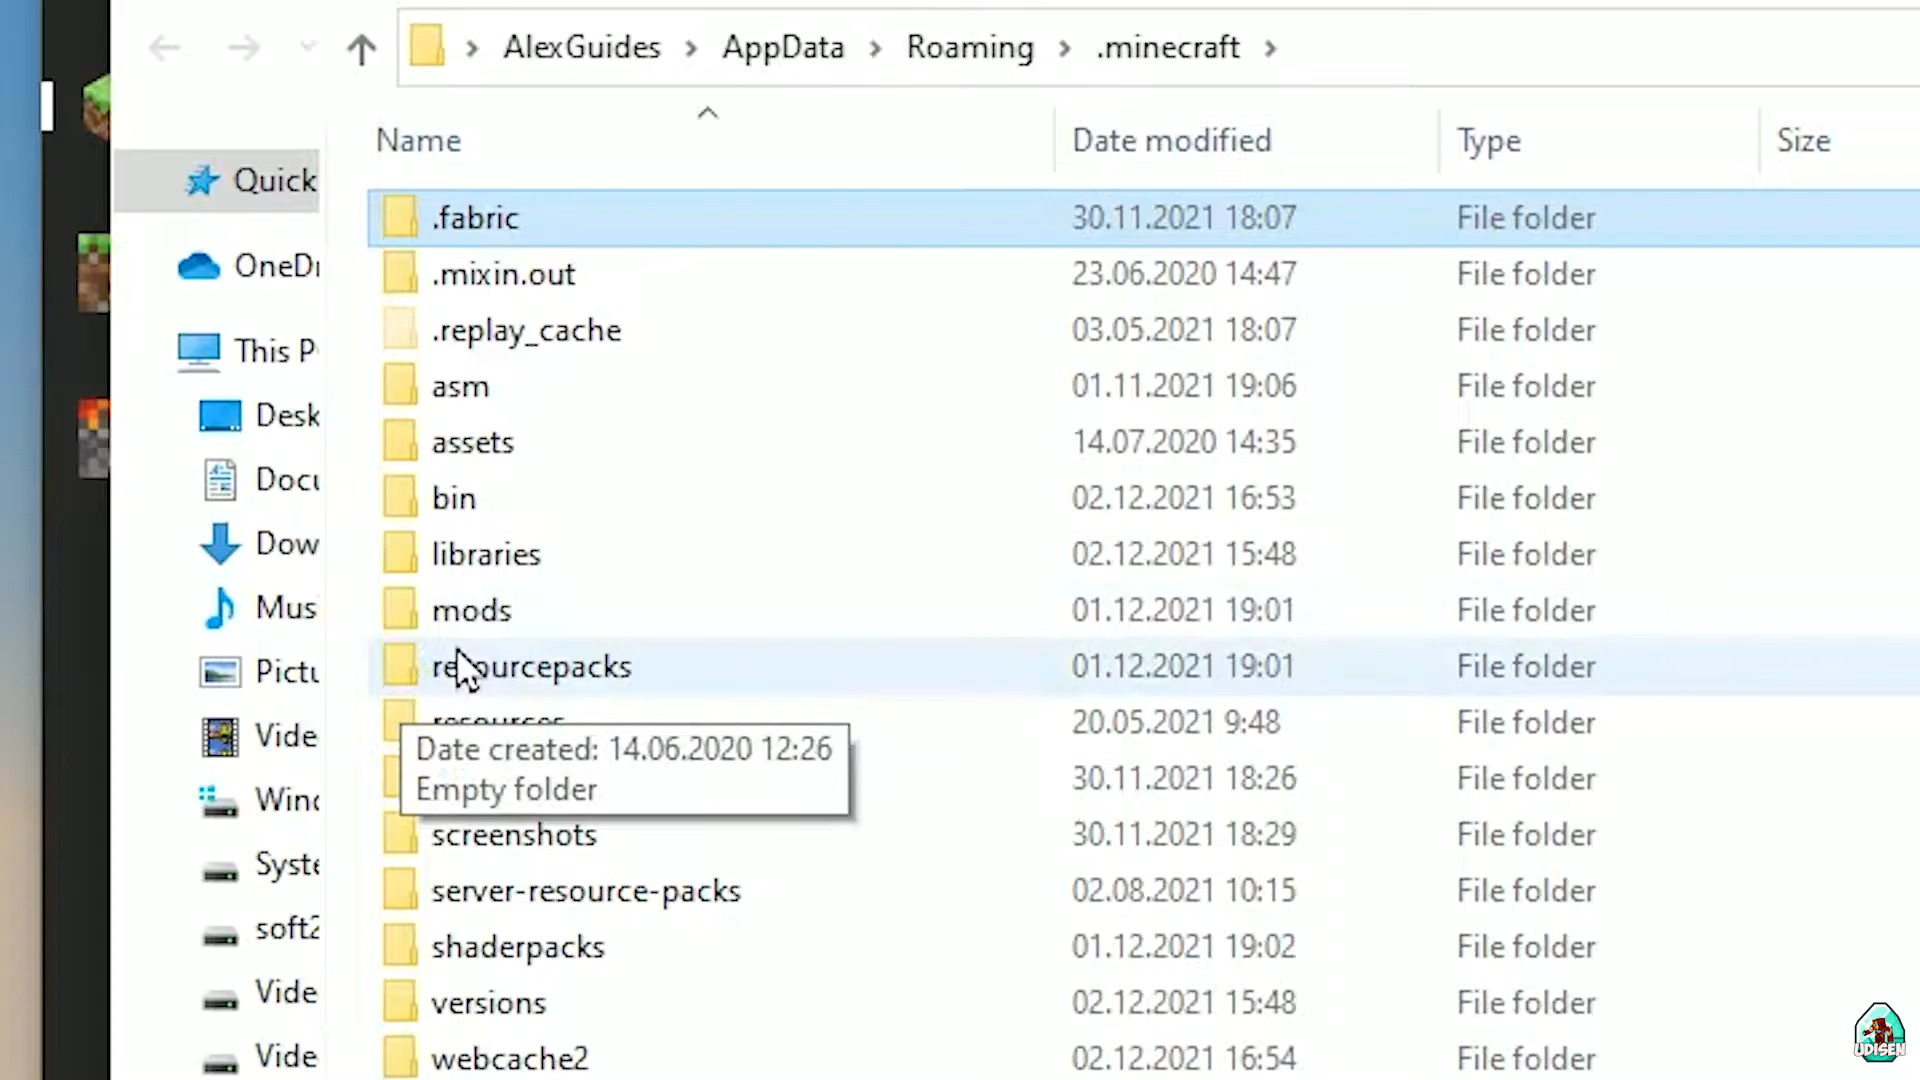 AlexGuides AppData Roaming .minecraft
Name Date modified Type Size
Quick
OneD
This P
Desk
Docu
Dow
Mus
Pictu
Vide
Wind
Syste
soft2
Vide
Vide
.fabric 30.11.2021 18:07 File folder
.mixin.out 23.06.2020 14:47 File folder
.replay_cache 03.05.2021 18:07 File folder
asm 01.11.2021 19:06 File folder
assets 14.07.2020 14:35 File folder
bin 02.12.2021 16:53 File folder
libraries 02.12.2021 15:48 File folder
mods 01.12.2021 19:01 File folder
resourcepacks 01.12.2021 19:01 File folder
resources 20.05.2021 9:48 File folder
Date created: 14.06.2020 12:26
Empty folder
30.11.2021 18:26 File folder
screenshots 30.11.2021 18:29 File folder
server-resource-packs 02.08.2021 10:15 File folder
shaderpacks 01.12.2021 19:02 File folder
versions 02.12.2021 15:48 File folder
webcache2 02.12.2021 16:54 File folder
UDISEN